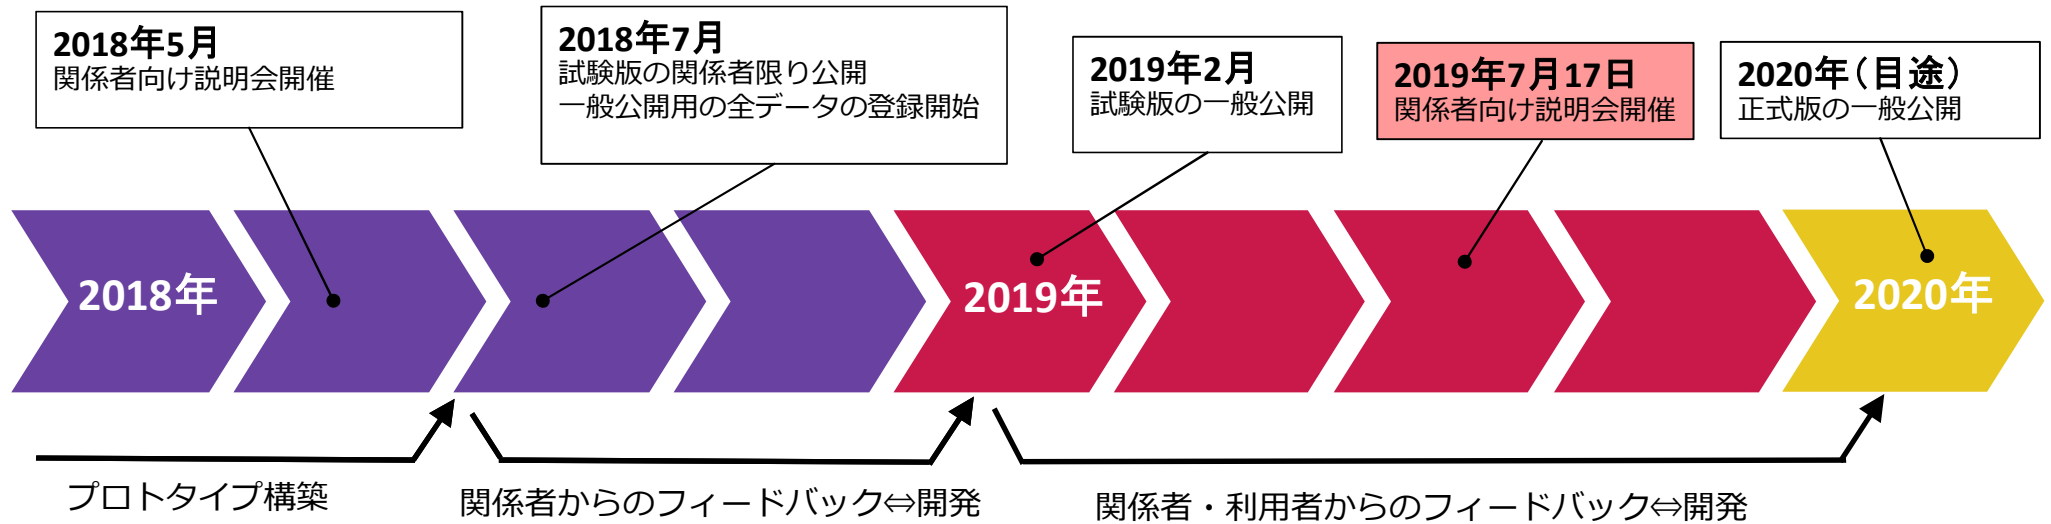 2018年5月
関係者向け説明会開催
2018年7月
試験版の関係者限り公開
一般公開用の全データの登録開始
2019年2月
試験版の一般公開
2019年7月17日
関係者向け説明会開催
2020年（目途）
正式版の一般公開
2018年
2019年
2020年
プロトタイプ構築
関係者からのフィードバック⇔開発
関係者・利用者からのフィードバック⇔開発